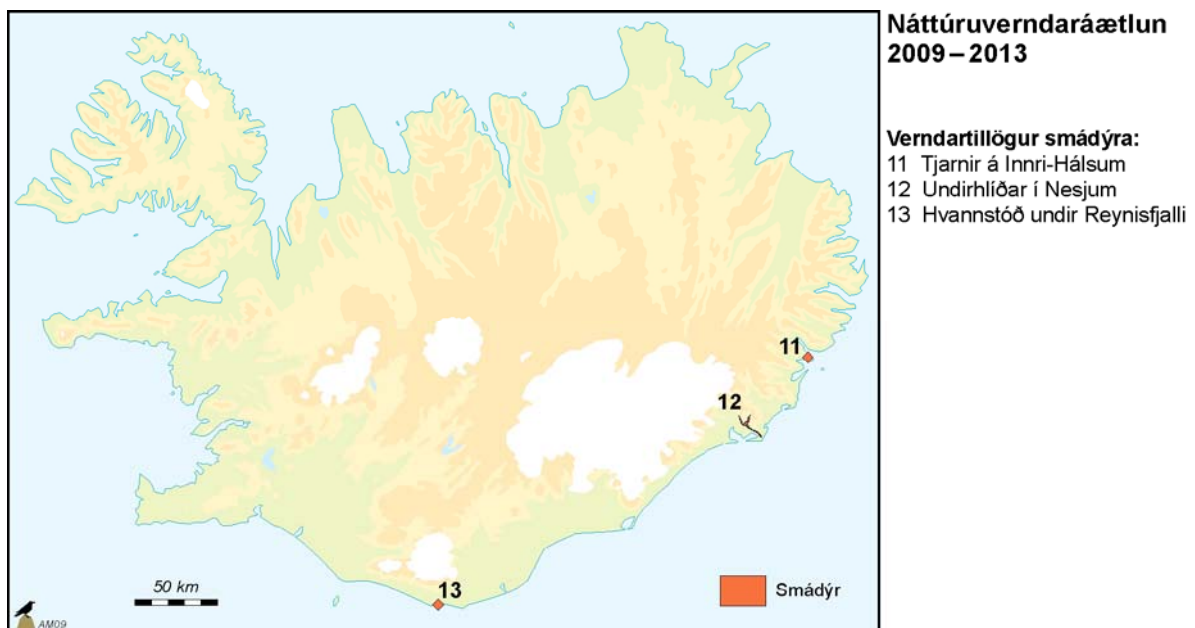 Náttúruverndaráætlun
2009 – 2013
Verndartillögur smádýra:
11 Tjarnir á Innri-Hálsum
12 Undirhlíðar í Nesjum
13 Hvannstóð undir Reynisfjalli
11
12
13
50 km
Smádýr
AM09